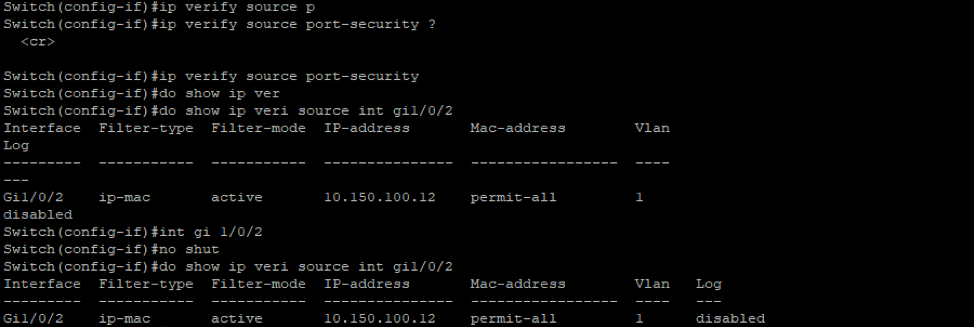 Switch(config-if)#ip verify source p
Switch(config-if)#ip verify source port-security ?
  <cr>

Switch(config-if)#ip verify source port-security
Switch(config-if)#do show ip ver
Switch(config-if)#do show ip veri source int gi1/0/2
Interface  Filter-type  Filter-mode  IP-address       Mac-address        Vlan
Log
---------  -----------  -----------  ---------------  -----------------  ----
---
Gi1/0/2    ip-mac       active       10.150.100.12    permit-all         1
disabled
Switch(config-if)#int gi 1/0/2
Switch(config-if)#no shut
Switch(config-if)#do show ip veri source int gi1/0/2
Interface  Filter-type  Filter-mode  IP-address       Mac-address        Vlan   Log
---------  -----------  -----------  ---------------  -----------------  ----   ---
Gi1/0/2    ip-mac       active       10.150.100.12    permit-all         1      disabled